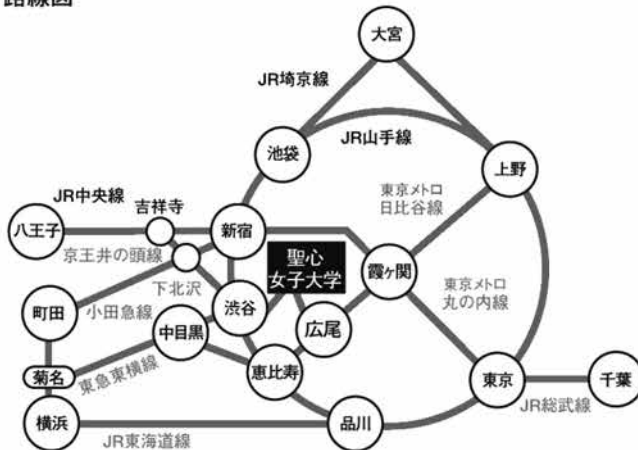 路線図
大宮
JR埼京線
池袋
JR山手線
上野
東京メトロ
日比谷線
JR中央線
吉祥寺
八王子
新宿
京王井の頭線
聖心
女子大学
霞ヶ関
下北沢
東京メトロ
丸の内線
町田
小田急線
渋谷
中目黒
広尾
菊名
東急東横線
恵比寿
東京
千葉
横浜
品川
JR総武線
JR東海道線